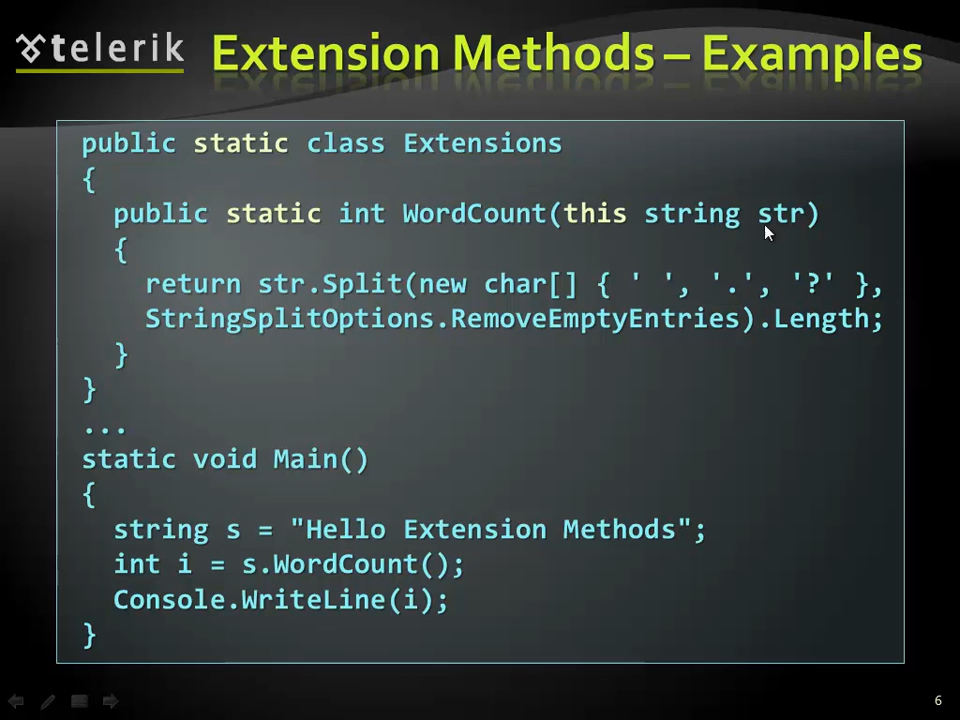 telerik
Extension Methods – Examples
public static class Extensions
{
public static int WordCount(this string str)
{
return str.Split(new char[] { ' ', '.', '?' },
StringSplitOptions.RemoveEmptyEntries).Length;
}
}
...
static void Main()
{
string s = "Hello Extension Methods";
int i = s.WordCount();
Console.WriteLine(i);
}
6